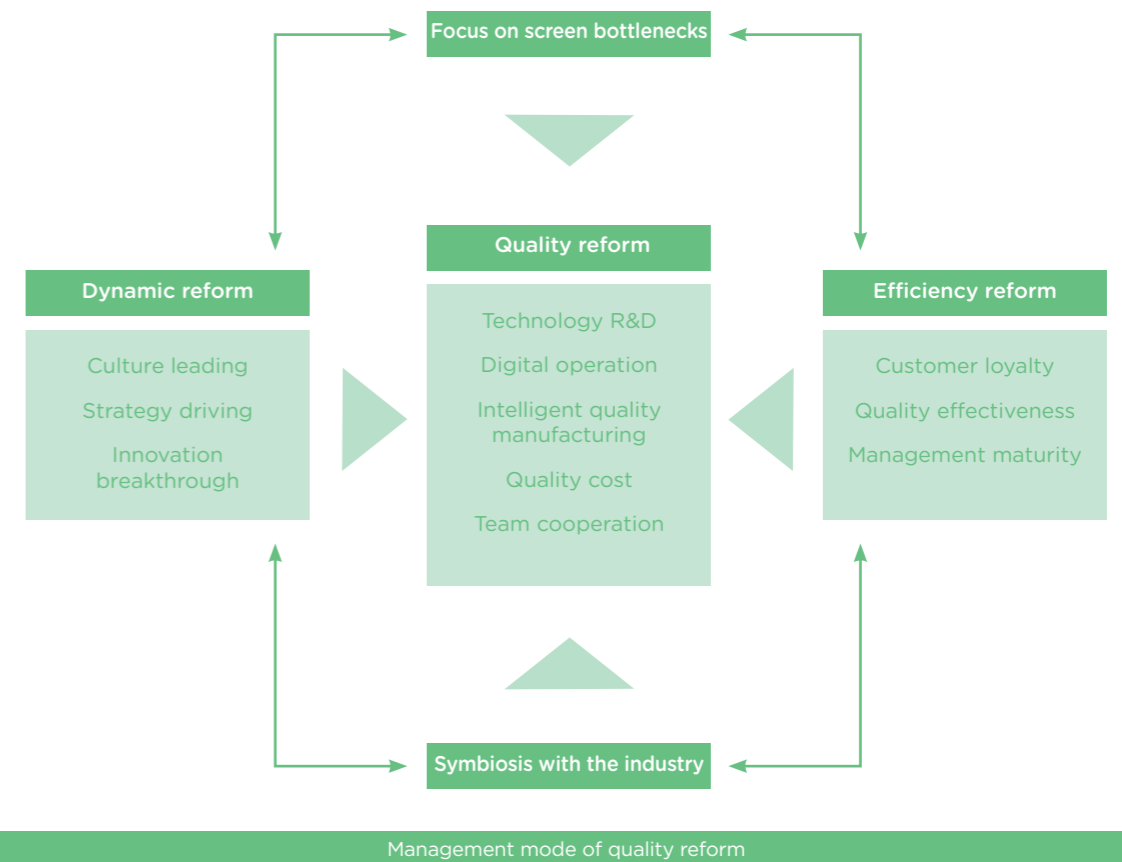 Focus on screen bottlenecks
Quality reform
Technology R&D
Digital operation
Intelligent quality
manufacturing
Quality cost
Team cooperation
Dynamic reform
Culture leading
Strategy driving
Innovation
breakthrough
Efficiency reform
Customer loyalty
Quality effectiveness
Management maturity
Symbiosis with the industry
Management mode of quality reform